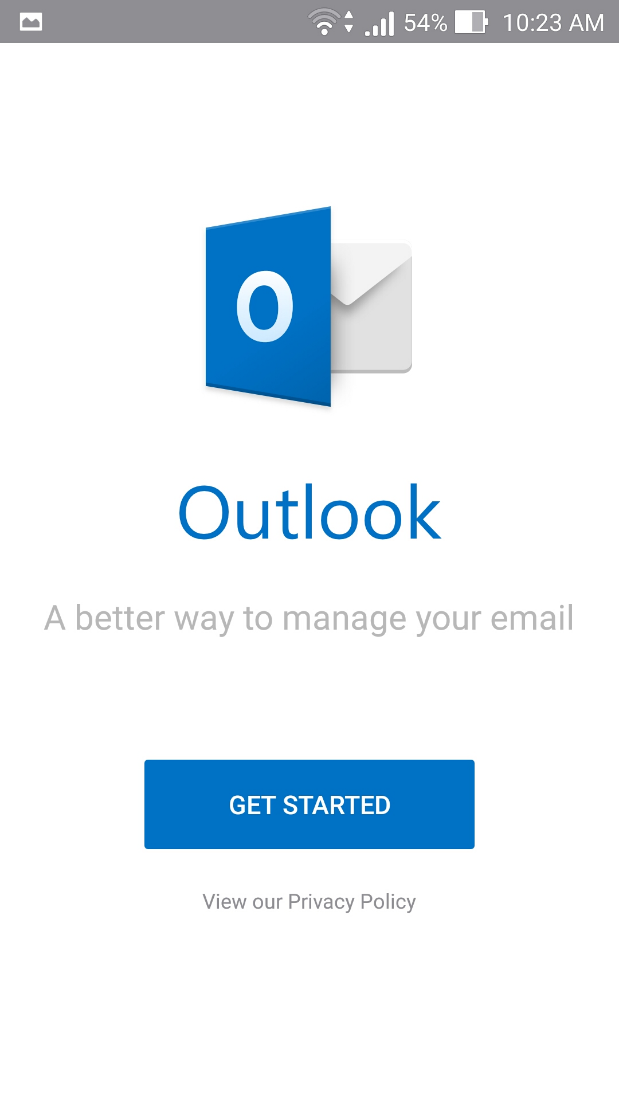 54% 10:23 AM
O
Outlook
A better way to manage your email
GET STARTED
View our Privacy Policy